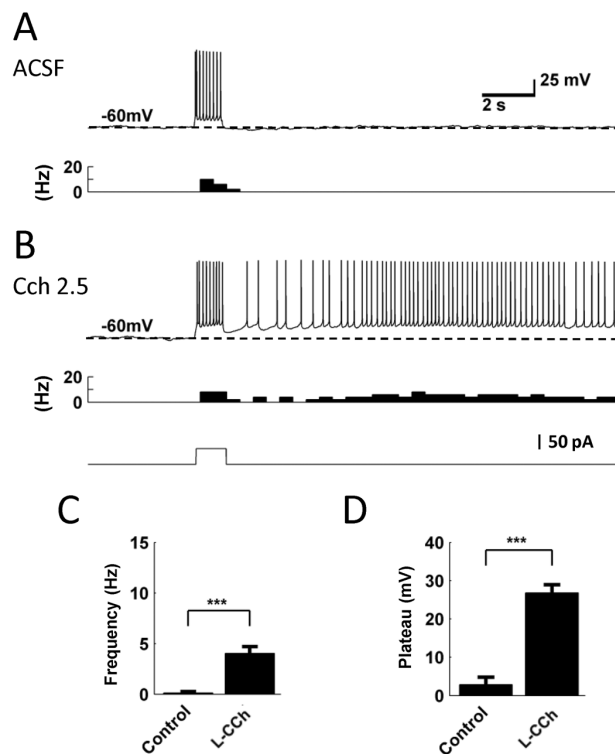 A
ACSF
25 mV
2 s
-60mV
20
0
(Hz)
B
Cch 2.5
-60mV
20
0
(Hz)
50 pA
C
D
15
10
5
0
Frequency (Hz)
***
Control
L-CCh
40
30
20
10
0
Plateau (mV)
***
Control
L-CCh